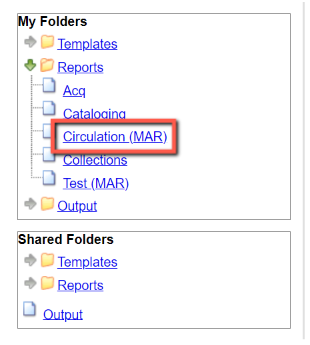 My Folders
Templates
Reports
Acq
Cataloging
Circulation (MAR)
Collections
Test (MAR)
Output
Shared Folders
Templates
Reports
Output